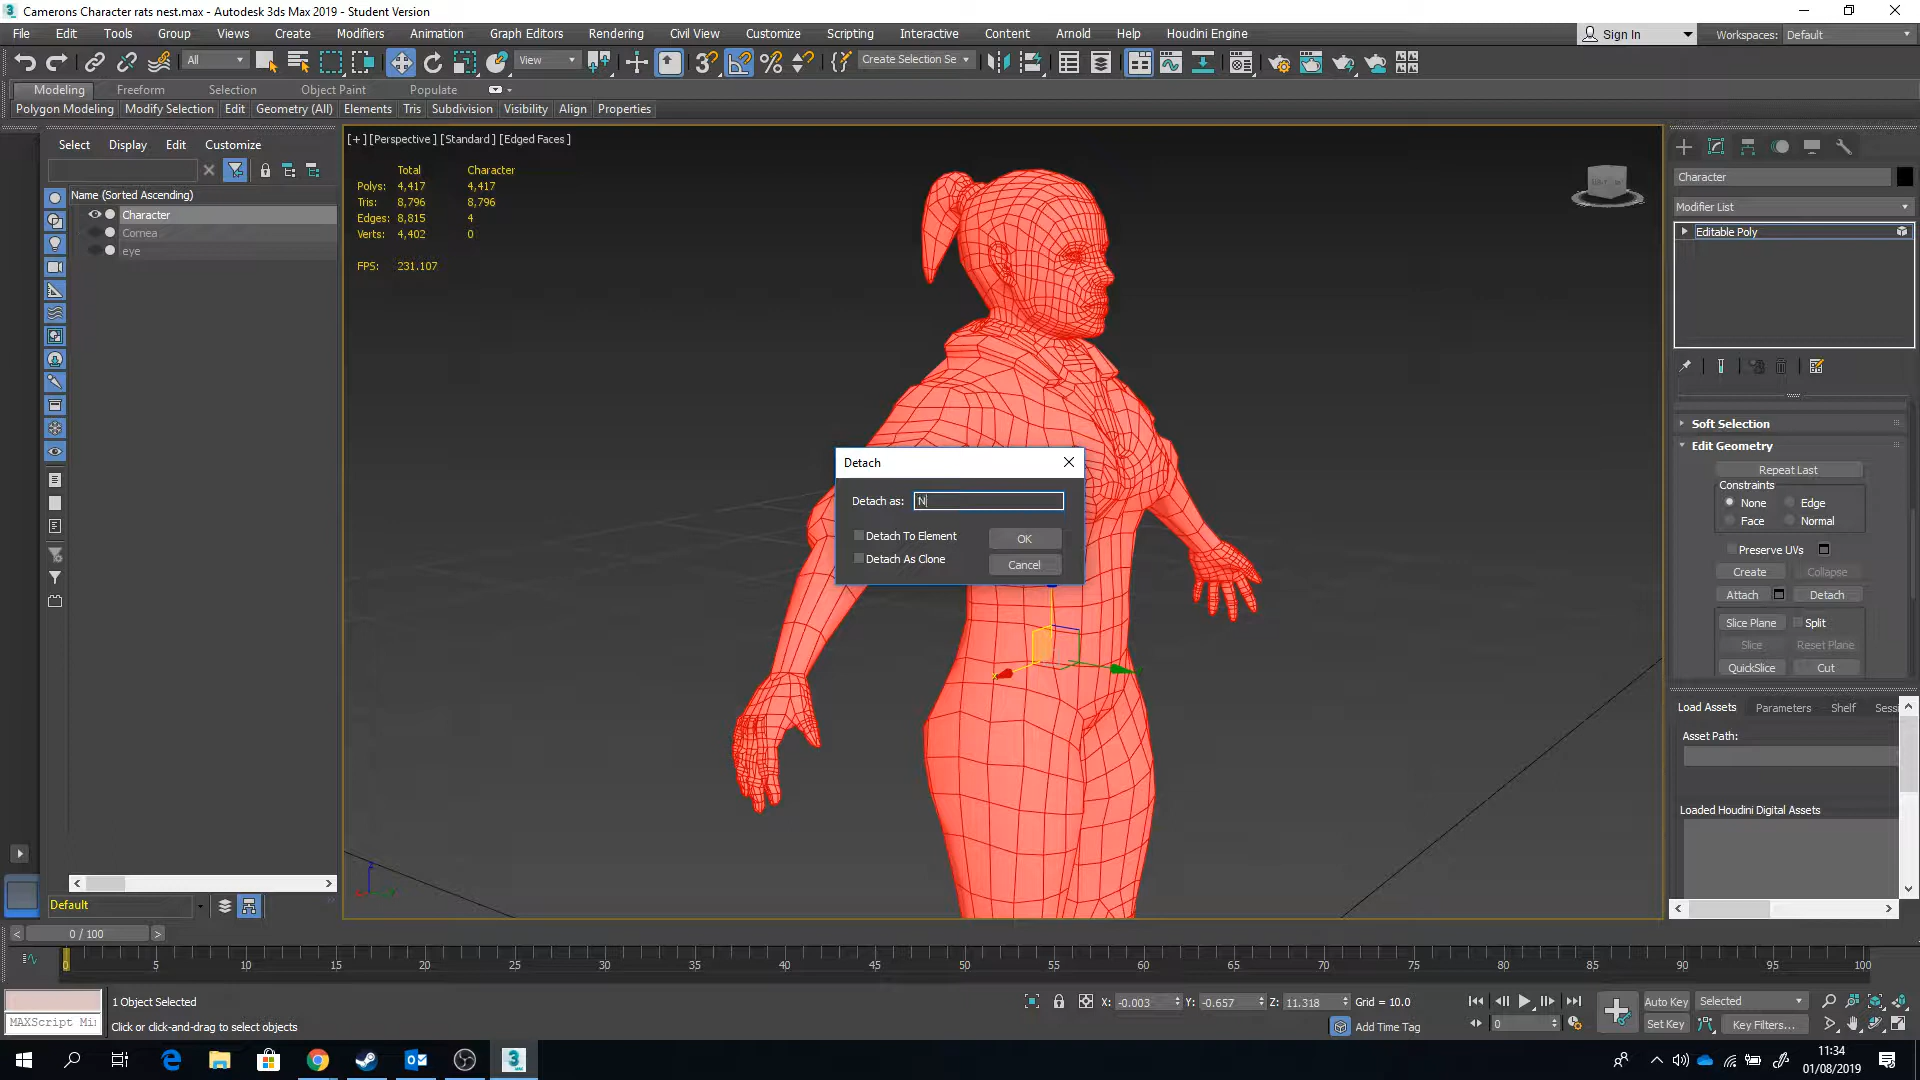 Camerons Character rats nest.max - Autodesk 3ds Max 2019 - Student Version
File Edit Tools Group Views Create Modifiers Animation Graph Editors Rendering Civil View Customize Scripting Interactive Content Arnold Help Houdini Engine
Sign In Workspaces: Default
All View Create Selection Se
Modeling Freeform Selection Object Paint Populate
Polygon Modeling Modify Selection Edit Geometry (All) Elements Tris Subdivision Visibility Align Properties
Select Display Edit Customize
Name (Sorted Ascending)
Character
Cornea
eye
[+] [Perspective ] [Standard ] [Edged Faces ]
Total Character
Polys: 4,417 4,417
Tris: 8,796 8,796
Edges: 8,815 4
Verts: 4,402 0
FPS: 231.107
Detach
Detach as: N
Detach To Element OK
Detach As Clone Cancel
Character
Modifier List
Editable Poly
Soft Selection
Edit Geometry
Repeat Last
Constraints
None Edge
Face Normal
Preserve UVs
Create Collapse
Attach Detach
Slice Plane Split
Slice Reset Plane
QuickSlice Cut
Load Assets Parameters Shelf Sessi
Asset Path:
Loaded Houdini Digital Assets
Default
0 / 100
0 5 10 15 20 25 30 35 40 45 50 55 60 65 70 75 80 85 90 95 100
1 Object Selected
X: -0.003 Y: -0.657 Z: 11.318 Grid = 10.0
Auto Key Selected
MAXScript Mi
Click or click-and-drag to select objects
Add Time Tag
0
Set Key Key Filters...
11:34
01/08/2019